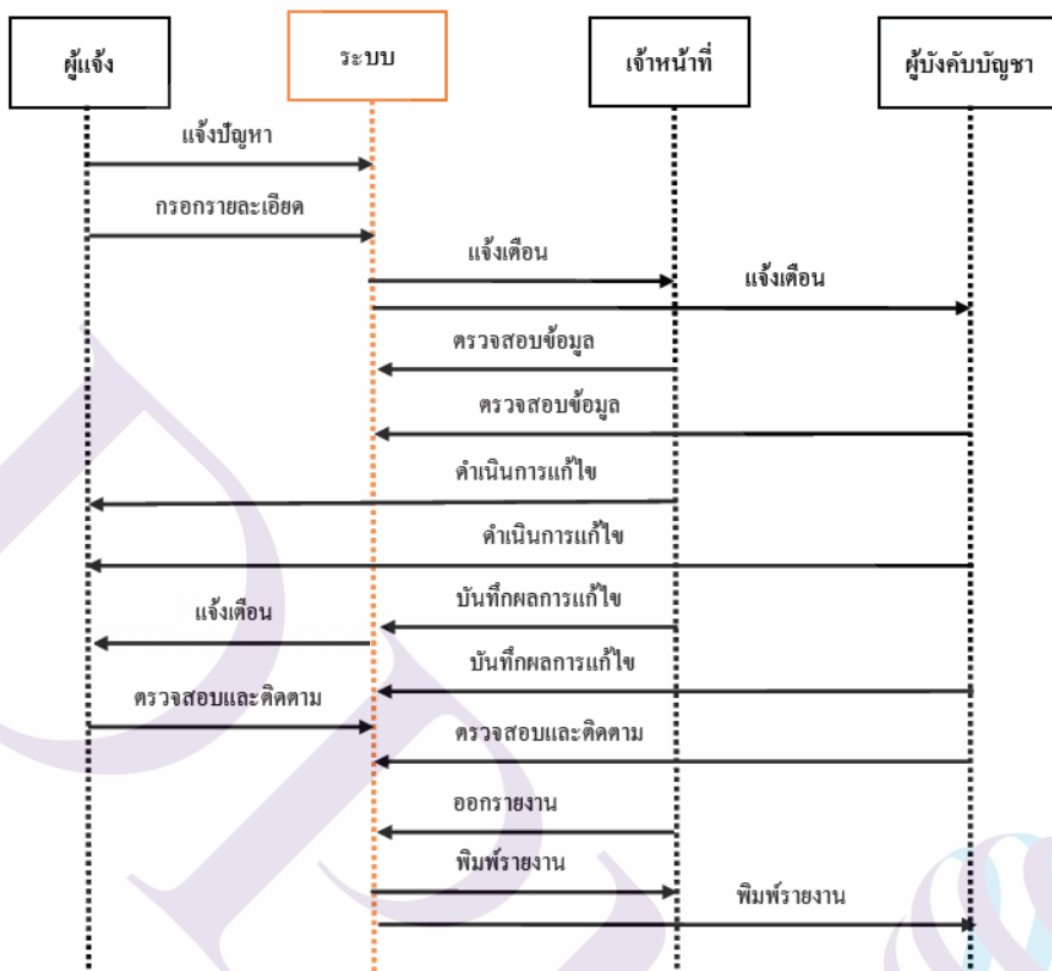 ผู้แจ้ง
ระบบ
เจ้าหน้าที่
ผู้บังคับบัญชา
แจ้งปัญหา
กรอกรายละเอียด
แจ้งเตือน
แจ้งเตือน
ตรวจสอบข้อมูล
ตรวจสอบข้อมูล
ดำเนินการแก้ไข
ดำเนินการแก้ไข
บันทึกผลการแก้ไข
แจ้งเตือน
บันทึกผลการแก้ไข
ตรวจสอบและติดตาม
ตรวจสอบและติดตาม
ออกรายงาน
พิมพ์รายงาน
พิมพ์รายงาน